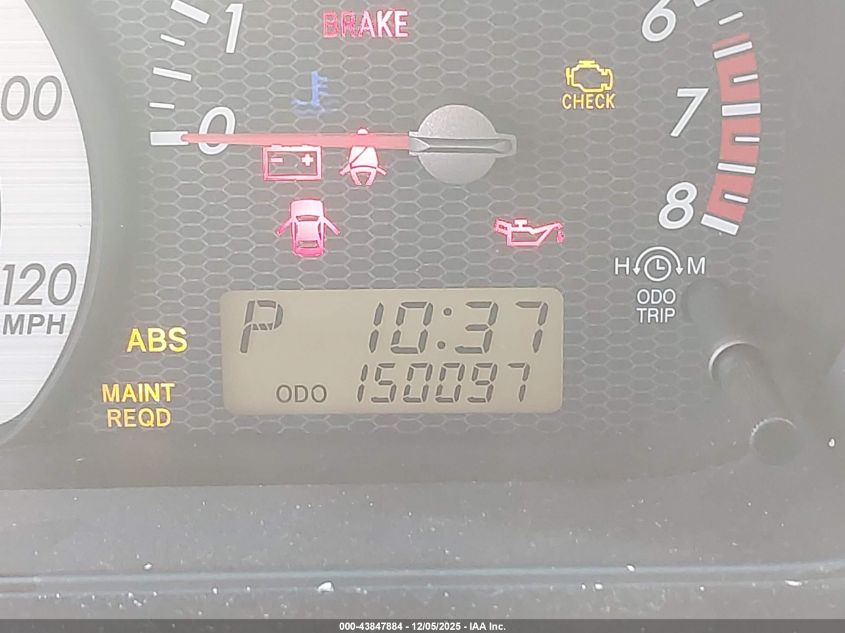 1
BRAKE
6
00
CHECK
7
0
8
H M
120
ODO
MPH
TRIP
P 10:37
ABS
ODO 150097
MAINT
REQD
000-43847884 - 12/05/2025 - IAA Inc.